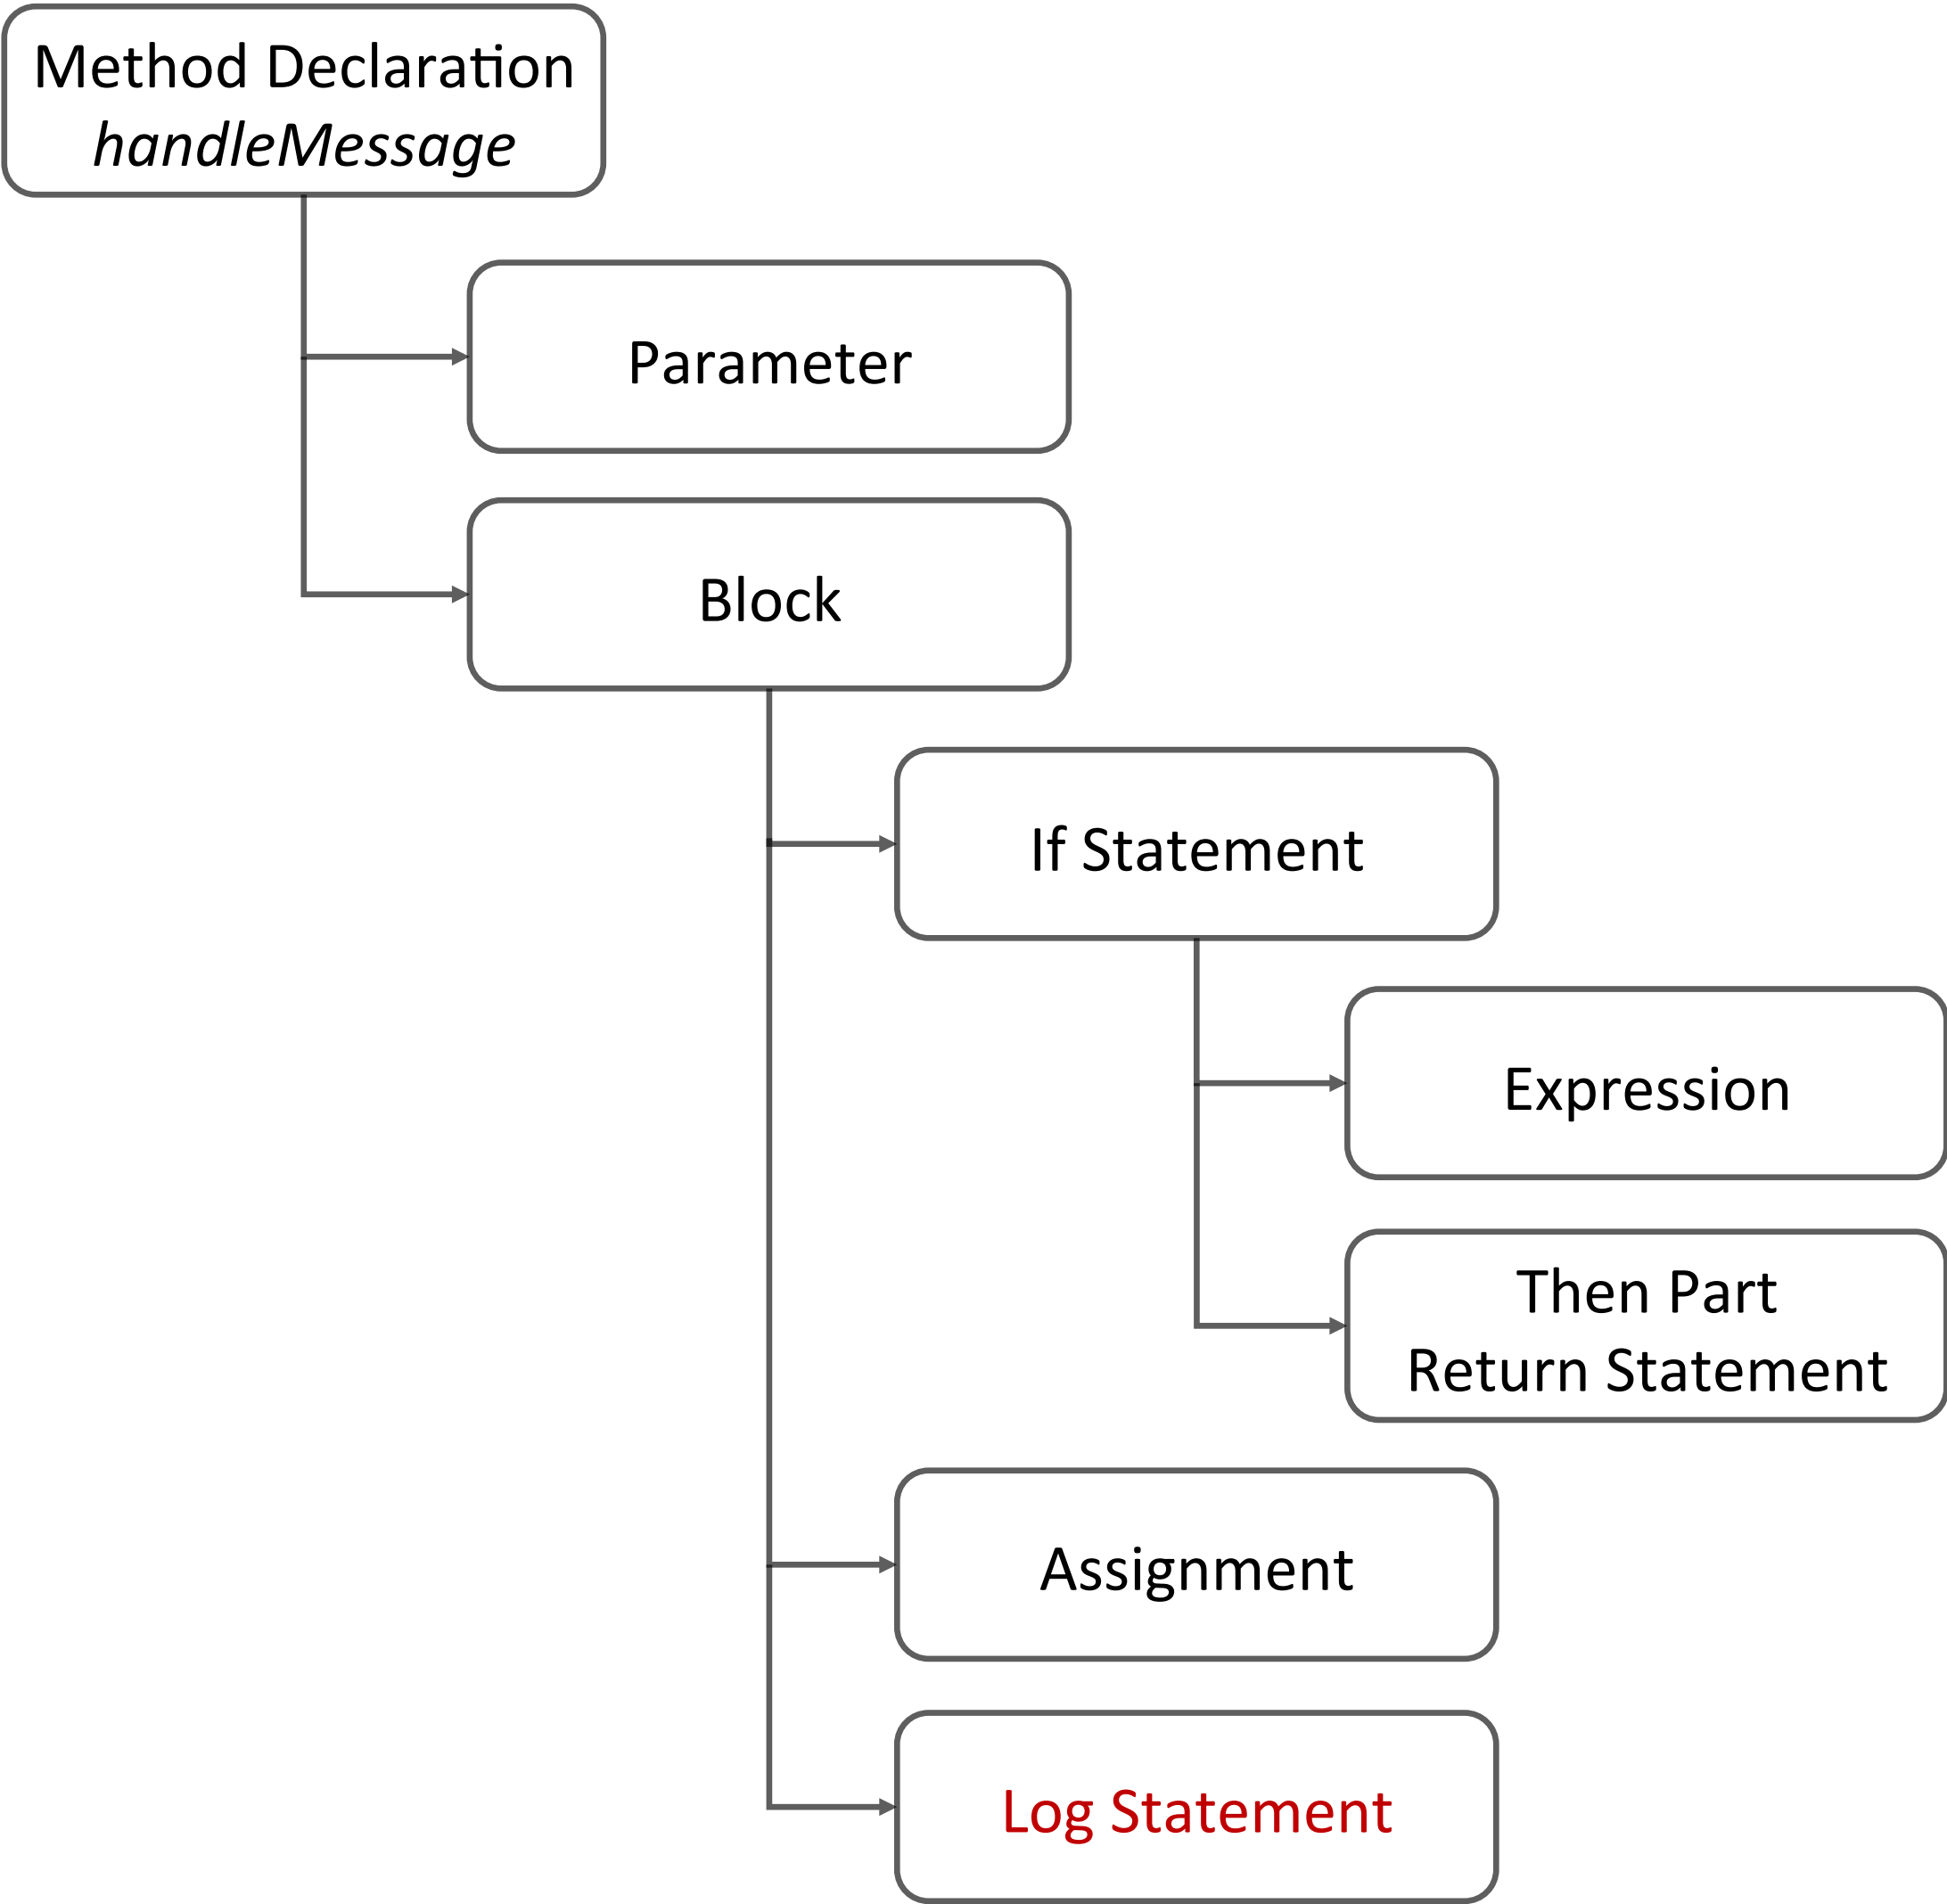 Method Declaration
handleMessage
Parameter
Block
If Statement
Expression
Then Part
Return Statement
Assignment
Log Statement